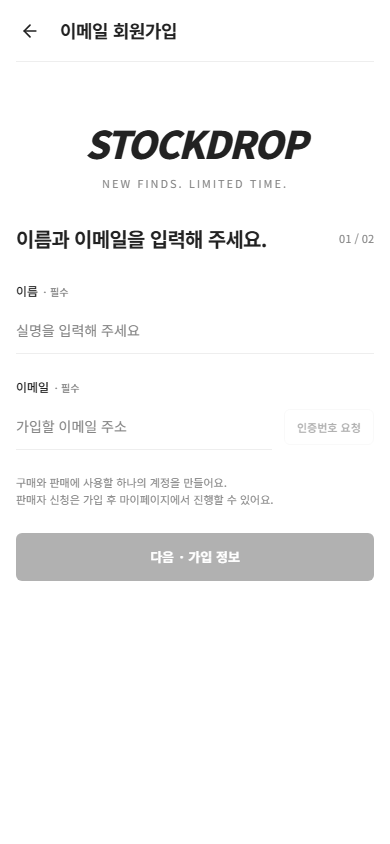 이메일 회원가입
STOCKDROP
NEW FINDS. LIMITED TIME.
이름과 이메일을 입력해 주세요.
01 / 02
이름 · 필수
실명을 입력해 주세요
이메일 · 필수
가입할 이메일 주소
인증번호 요청
구매와 판매에 사용할 하나의 계정을 만들어요.
판매자 신청은 가입 후 마이페이지에서 진행할 수 있어요.
다음 · 가입 정보